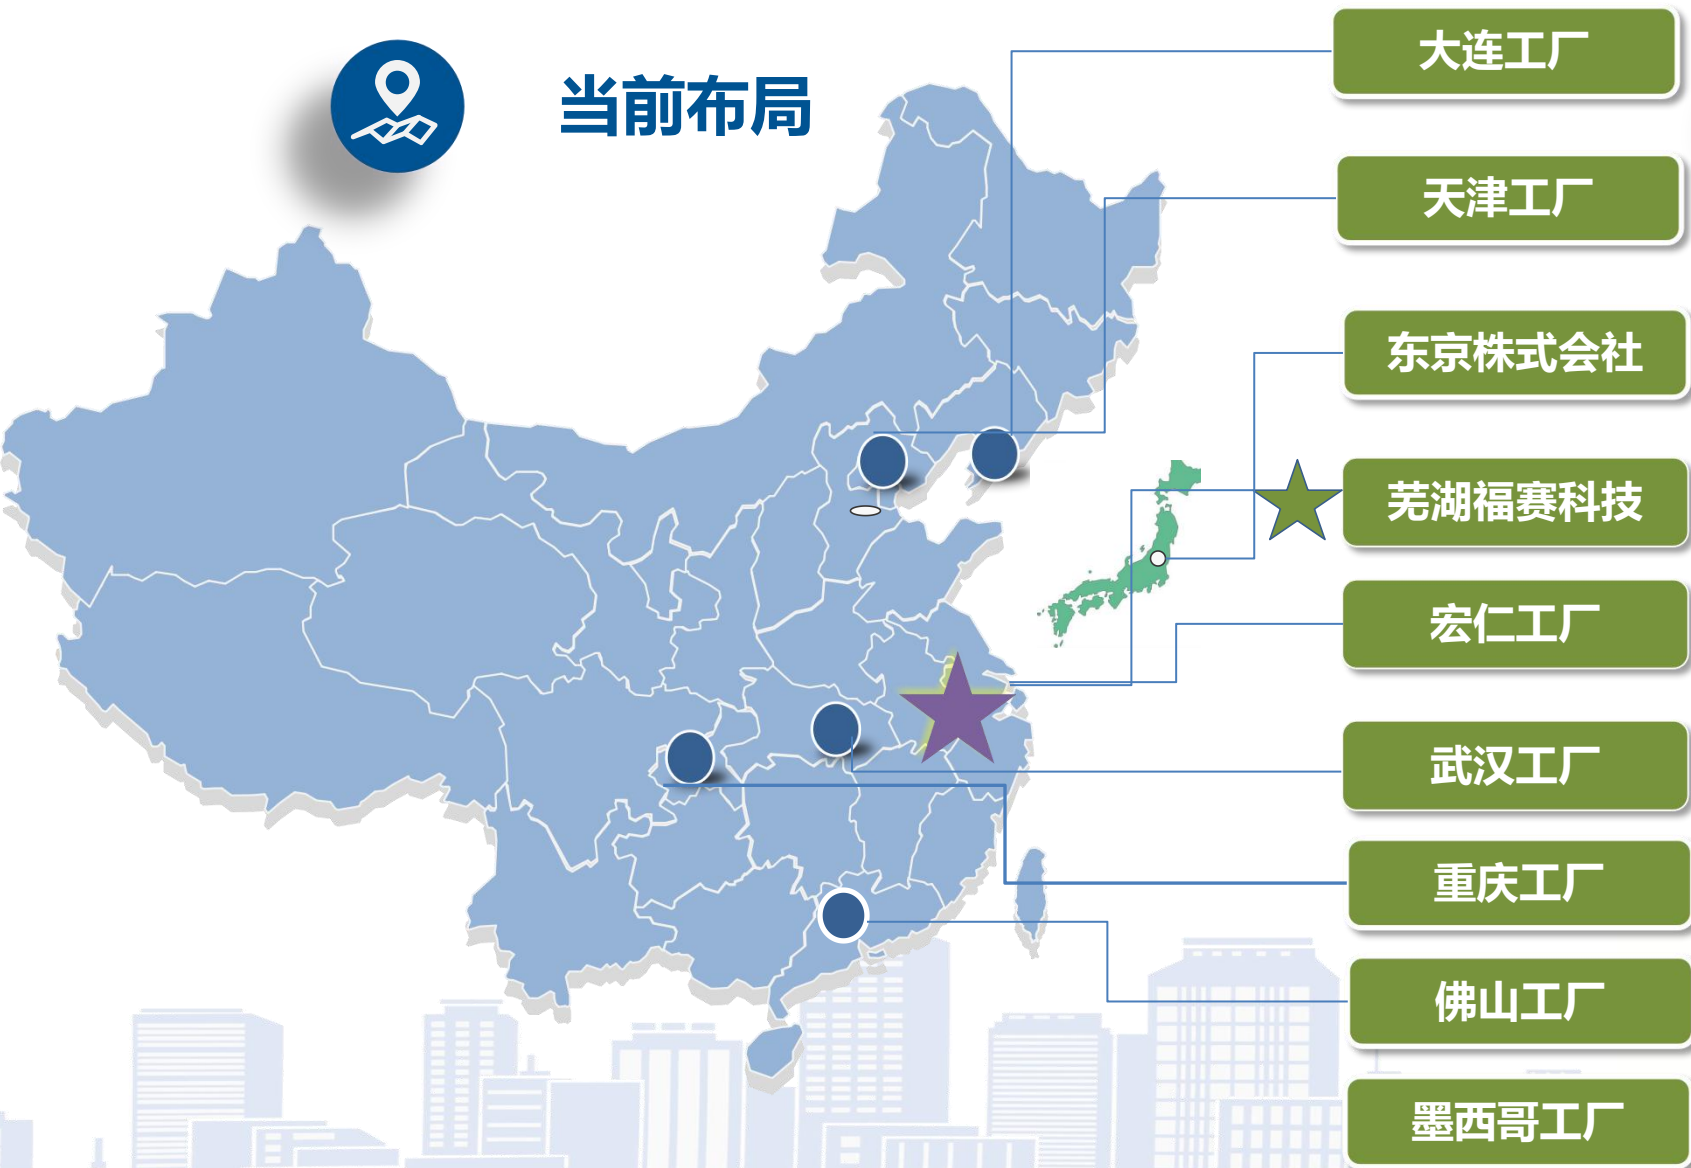 当前布局
大连工厂
天津工厂
东京株式会社
芜湖福赛科技
宏仁工厂
武汉工厂
重庆工厂
佛山工厂
墨西哥工厂